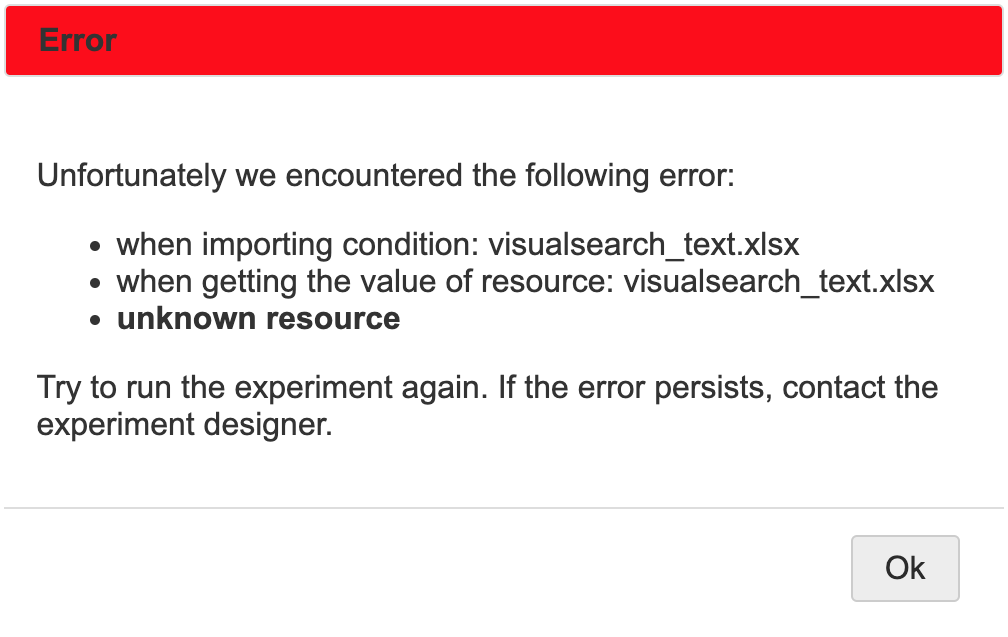 Error
Unfortunately we encountered the following error:
• when importing condition: visualsearch_text.xlsx
• when getting the value of resource: visualsearch_text.xlsx
• unknown resource
Try to run the experiment again. If the error persists, contact the
experiment designer.
Ok